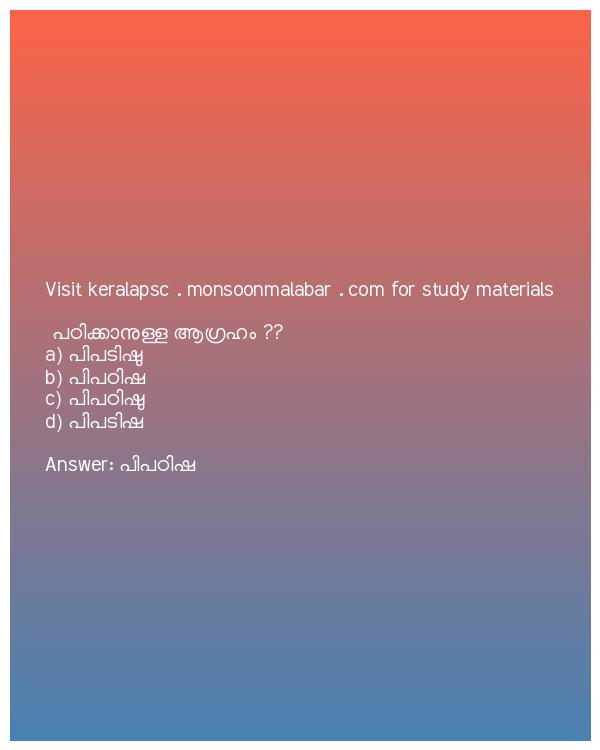 Visit keralapsc . monsoonmalabar . com for study materials
പഠിക്കാനുള്ള ആഗ്രഹം ??
a) പിപടിഷു
b) പിപഠിഷ
c) പിപഠിഷു
d) പിപടിഷ
Answer: പിപഠിഷ